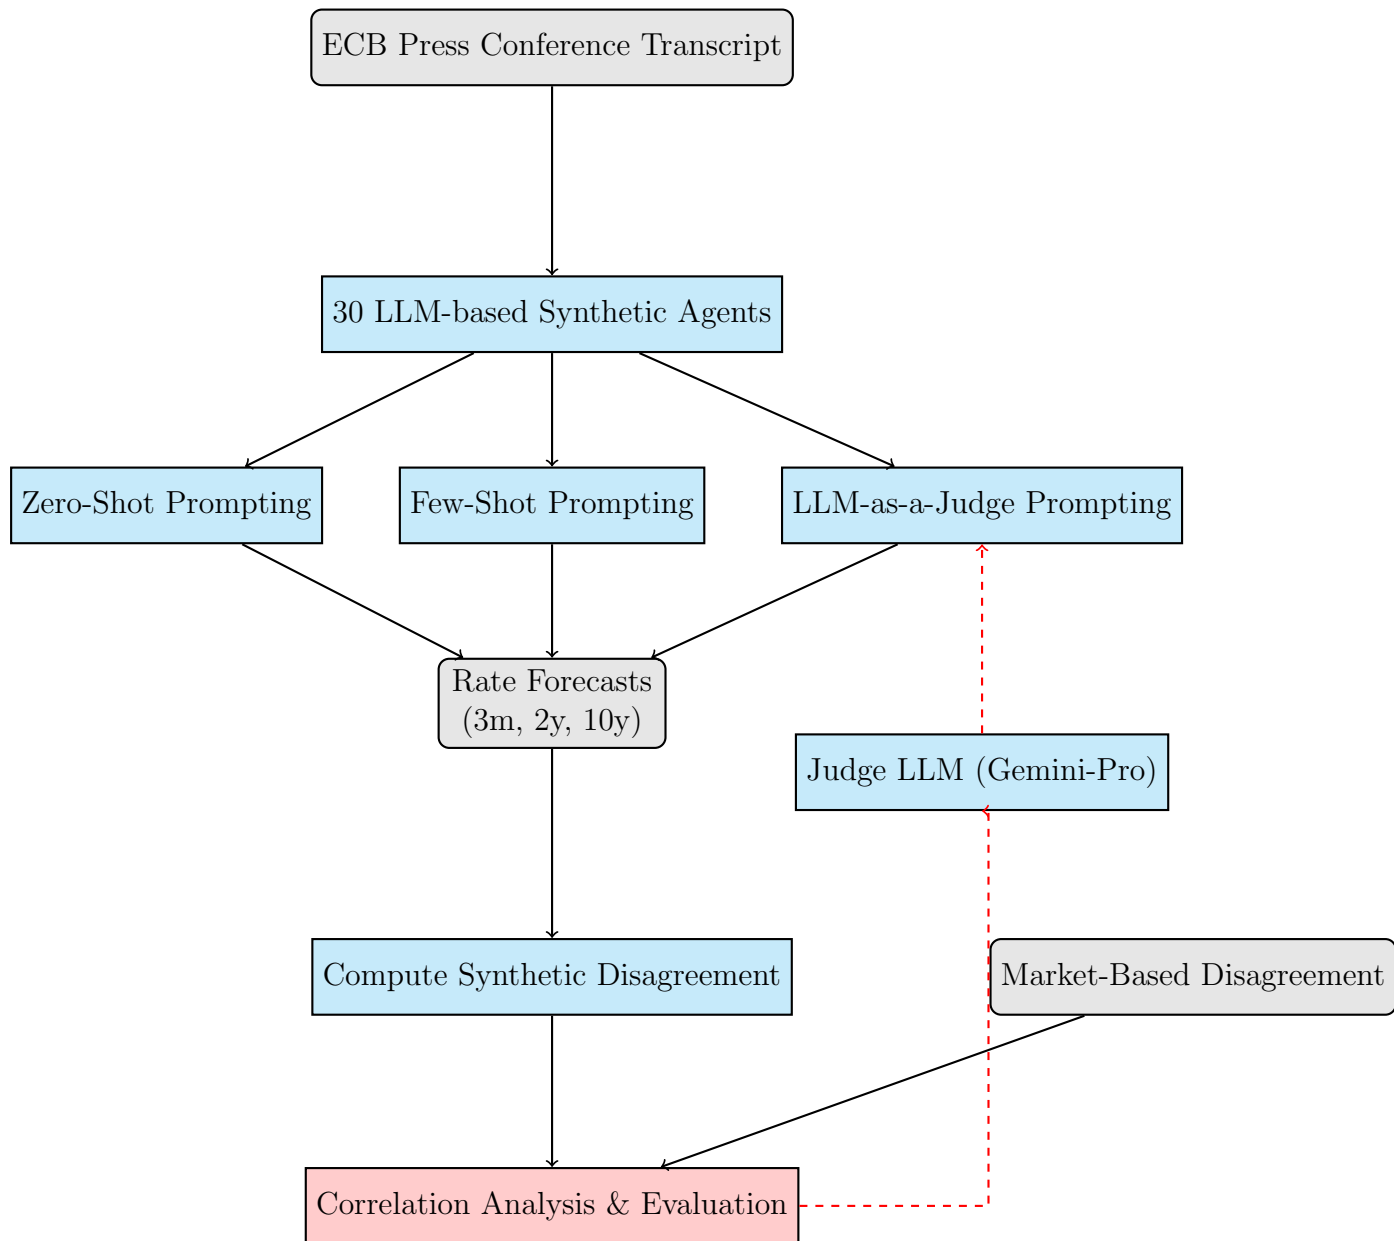 ECB Press Conference Transcript
30 LLM-based Synthetic Agents
Zero-Shot Prompting
Few-Shot Prompting
LLM-as-a-Judge Prompting
Rate Forecasts
(3m, 2y, 10y)
Judge LLM (Gemini-Pro)
Compute Synthetic Disagreement
Market-Based Disagreement
Correlation Analysis & Evaluation